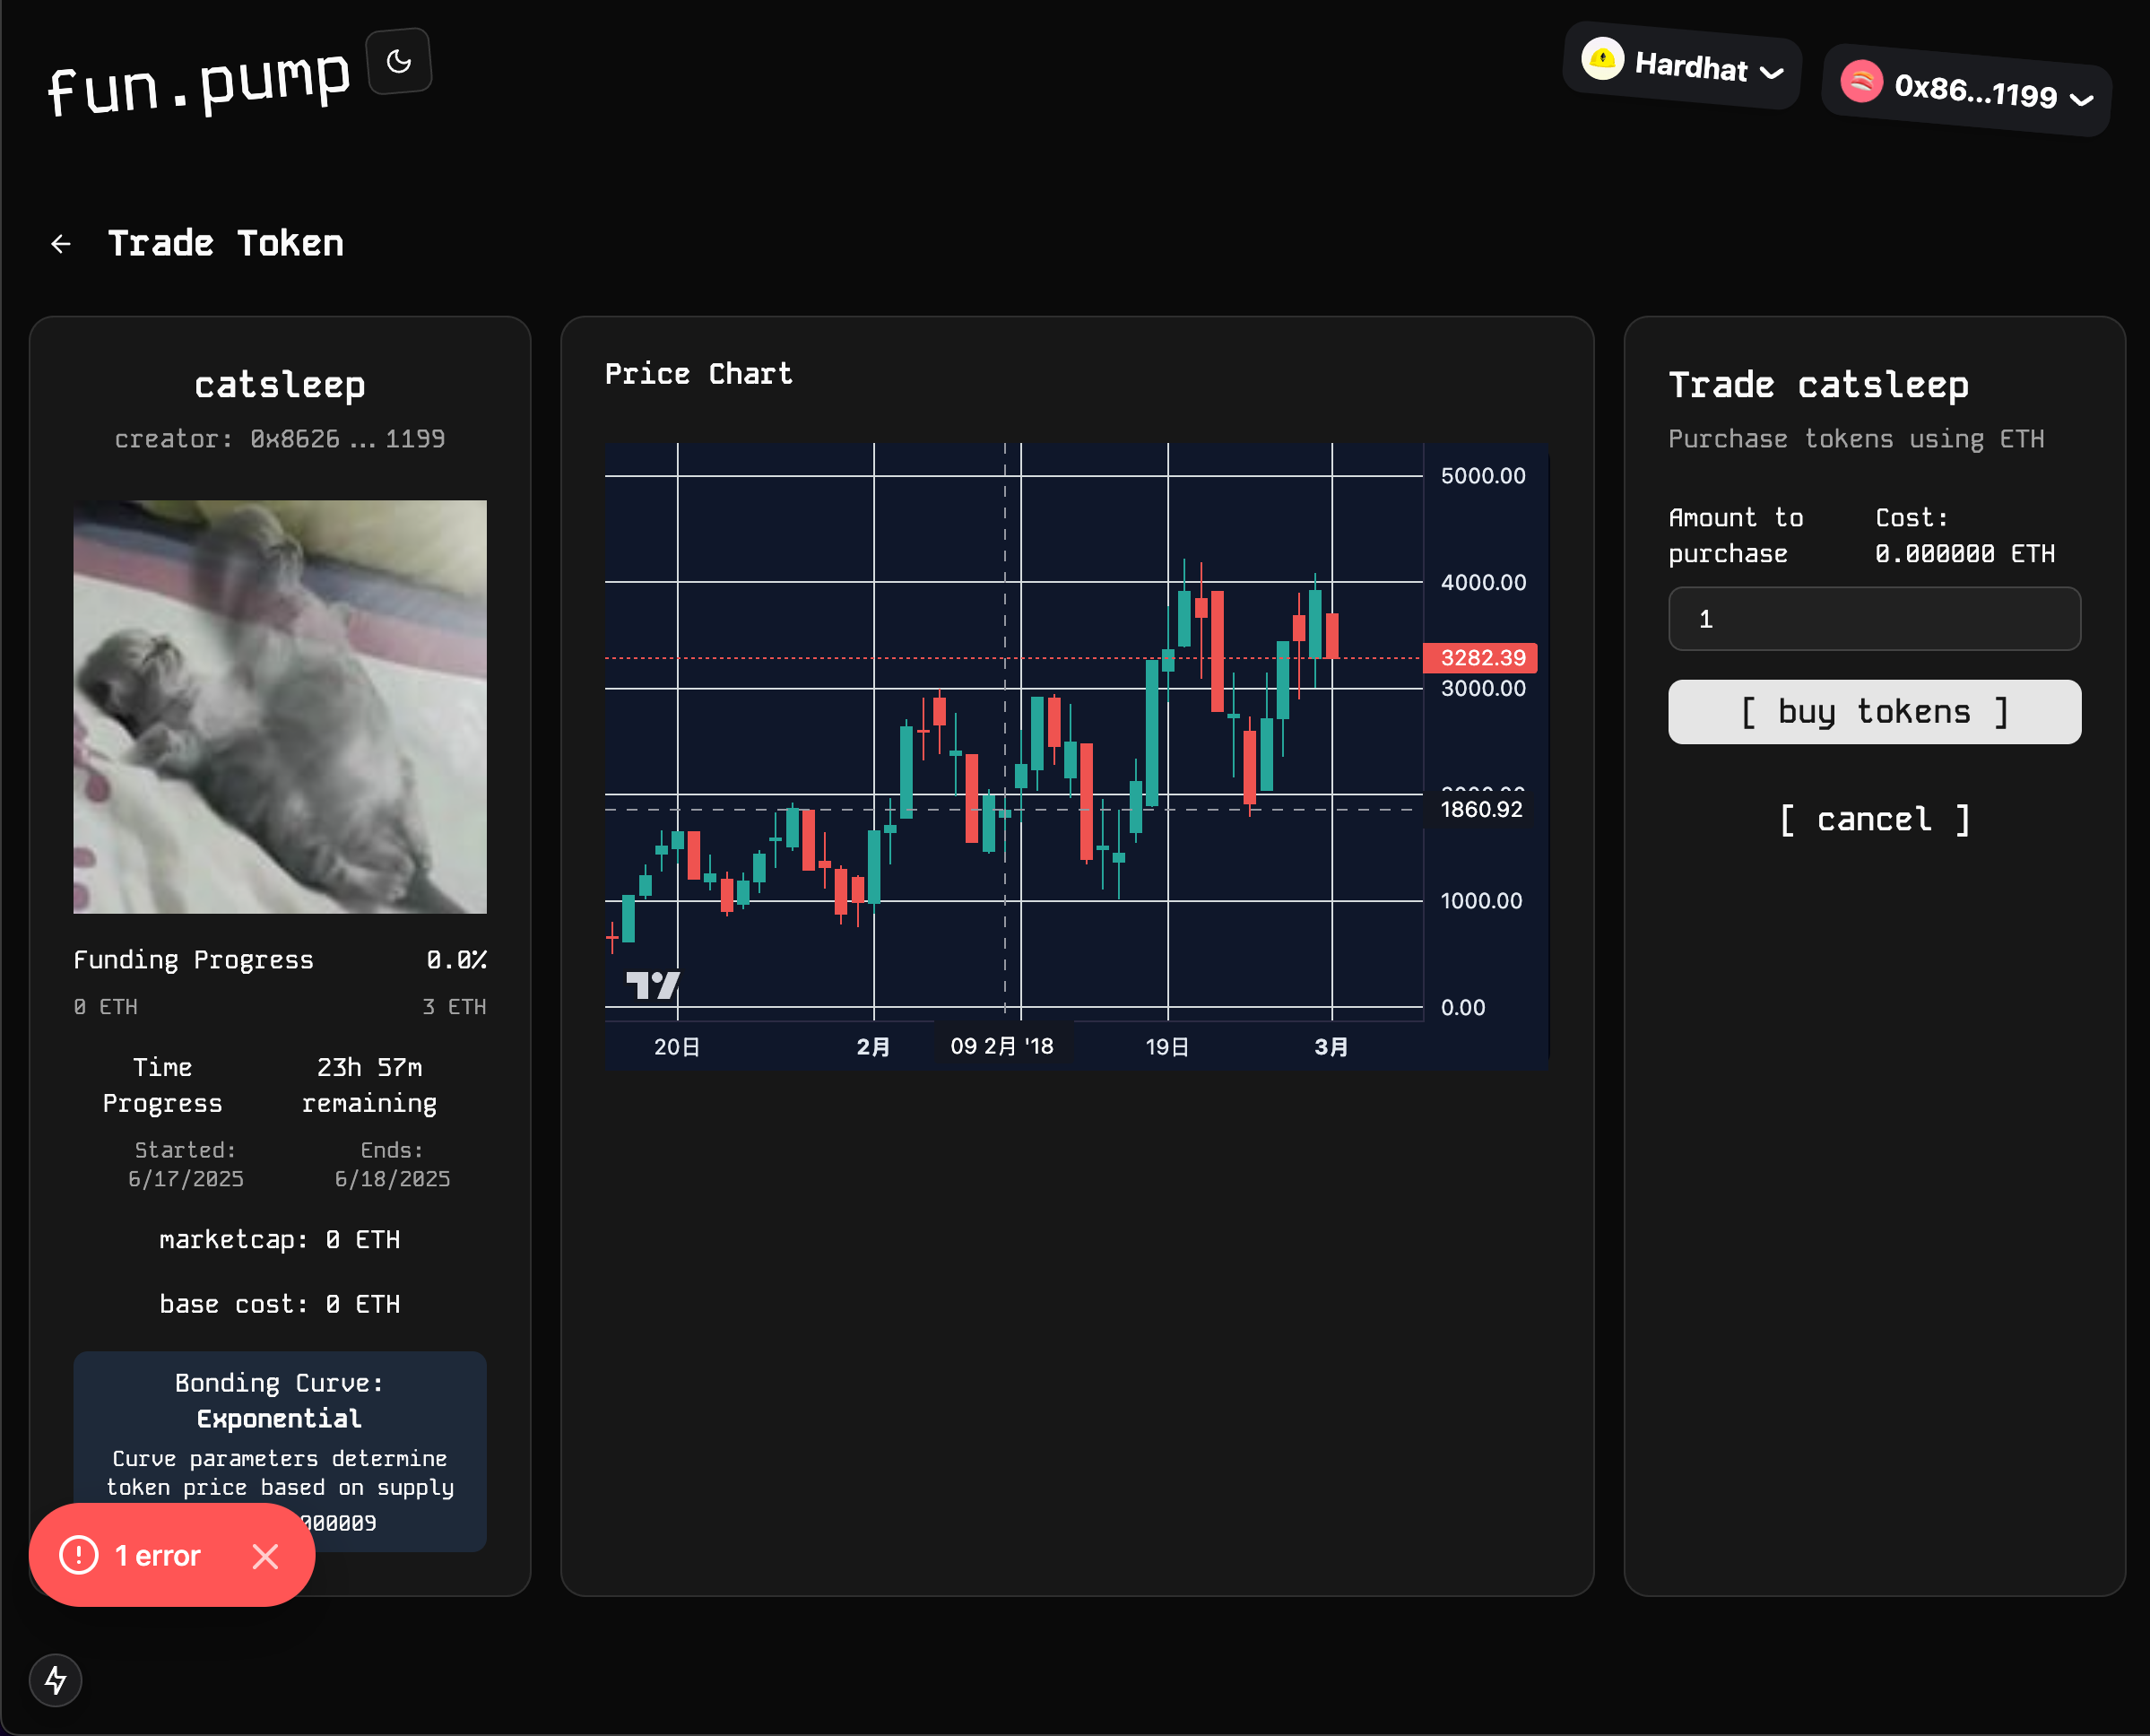 fun.pump
Hardhat
0x86...1199
Trade Token
catsleep
creator: 0x8626...1199
Funding Progress 0.0%
0 ETH 3 ETH
Time Progress
23h 57m remaining
Started: 6/17/2025
Ends: 6/18/2025
marketcap: 0 ETH
base cost: 0 ETH
Bonding Curve:
Exponential
Curve parameters determine
token price based on supply
000009
1 error
Price Chart
5000.00
4000.00
3282.39
3000.00
1860.92
1000.00
0.00
20日
2月
09 2月 '18
19日
3月
Trade catsleep
Purchase tokens using ETH
Amount to purchase
Cost: 0.000000 ETH
1
[ buy tokens ]
[ cancel ]